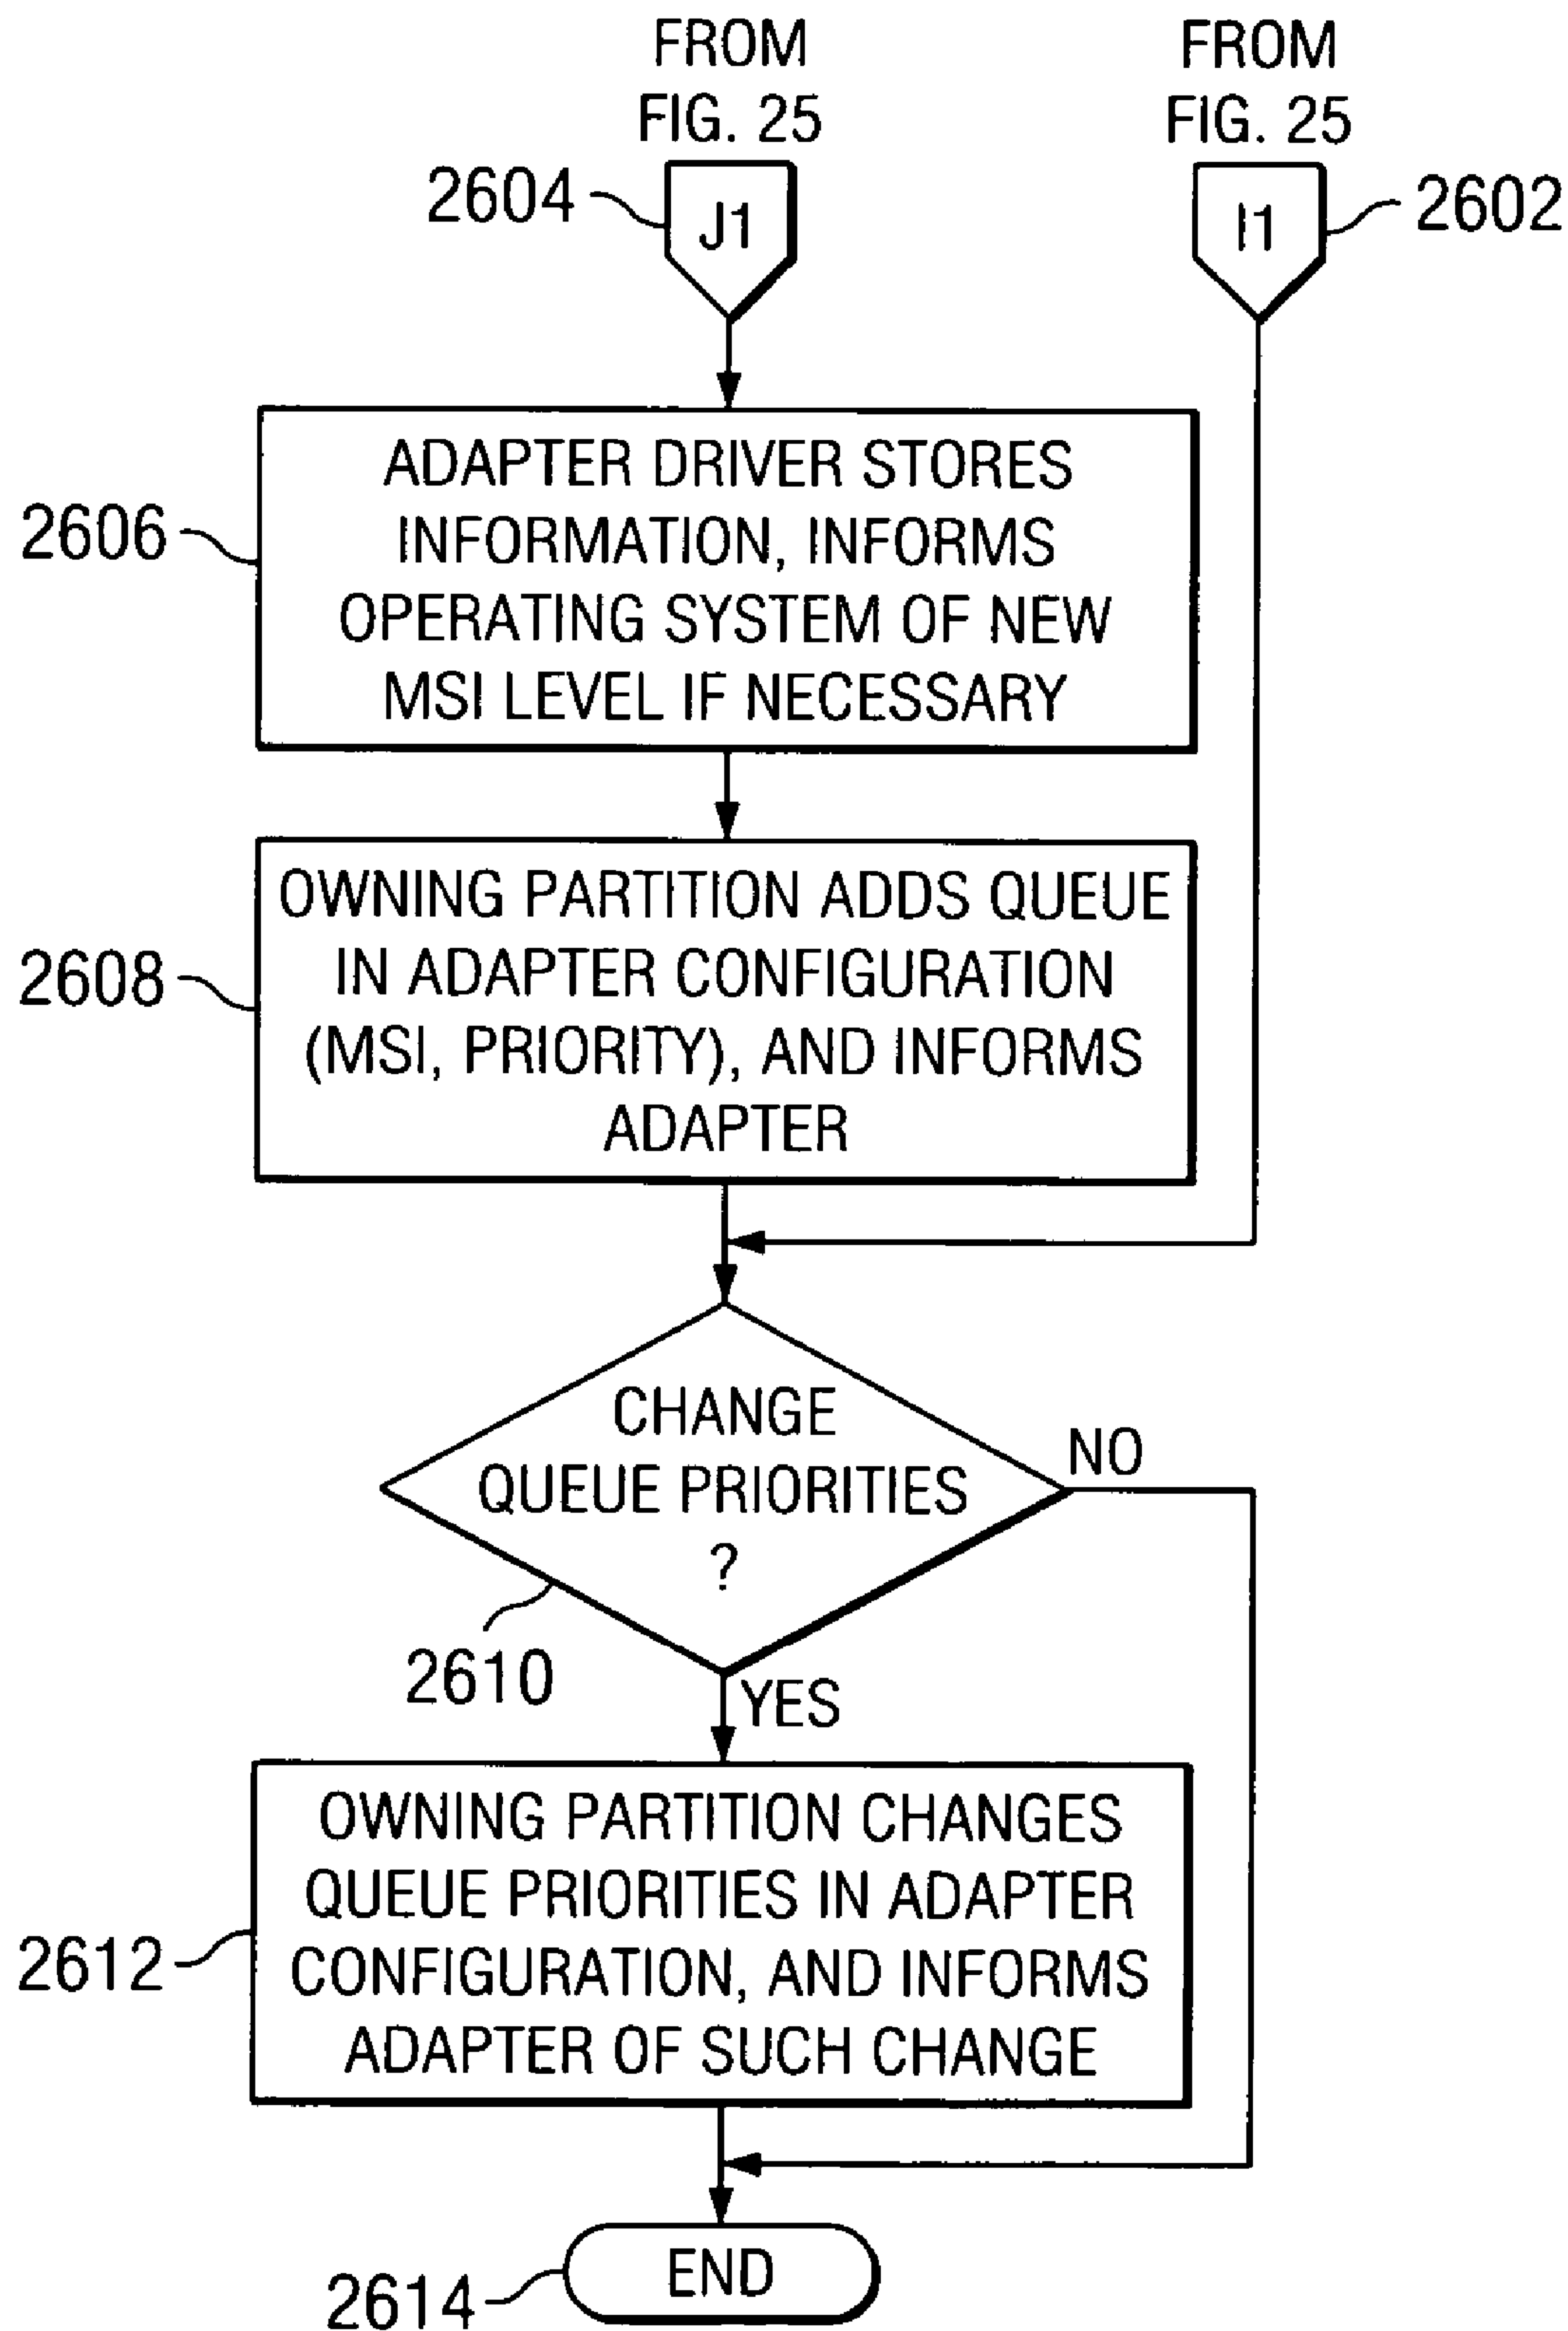 FROM
FIG. 25
FROM
FIG. 25
2604
J1
I1
2602
2606
ADAPTER DRIVER STORES
INFORMATION, INFORMS
OPERATING SYSTEM OF NEW
MSI LEVEL IF NECESSARY
2608
OWNING PARTITION ADDS QUEUE
IN ADAPTER CONFIGURATION
(MSI, PRIORITY), AND INFORMS
ADAPTER
CHANGE
QUEUE PRIORITIES
?
NO
2610
YES
2612
OWNING PARTITION CHANGES
QUEUE PRIORITIES IN ADAPTER
CONFIGURATION, AND INFORMS
ADAPTER OF SUCH CHANGE
END
2614